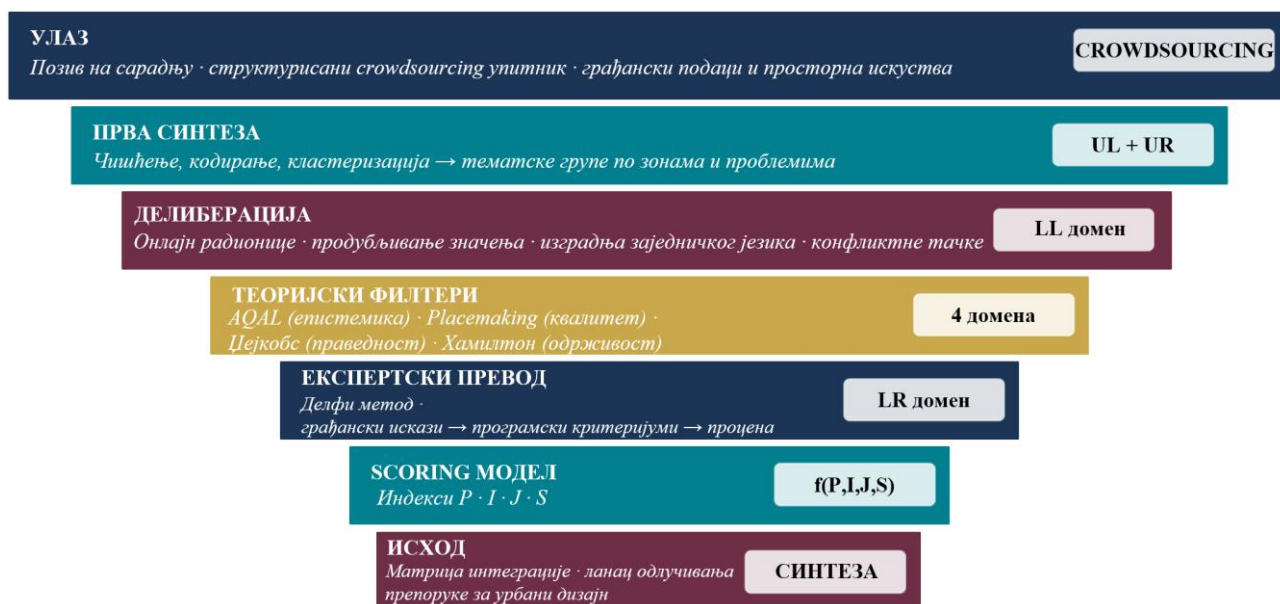 УЛАЗ
Позив на сарадњу · структурисани crowdsourcing упитник · грађански подаци и просторна искуства
CROWDSOURCING
ПРВА СИНТЕЗА
Чишћење, кодирање, кластеризација → тематске групе по зонама и проблемима
UL + UR
ДЕЛИБЕРАЦИЈА
Онлајн радионице · продубљивање значења · изградња заједничког језика · конфликтне тачке
LL домен
ТЕОРИЈСКИ ФИЛТЕРИ
AQAL (епистемика) · Placemaking (квалитет) ·
Џејкобс (праведност) · Хамилтон (одрживост)
4 домена
ЕКСПЕРТСКИ ПРЕВОД
Делфи метод ·
грађански искази → програмски критеријуми → процена
LR домен
SCORING МОДЕЛ
Индекси P · I · J · S
f(P,I,J,S)
ИСХОД
Матрица интеграције · ланац одлучивања
препоруке за урбани дизајн
СИНТЕЗА